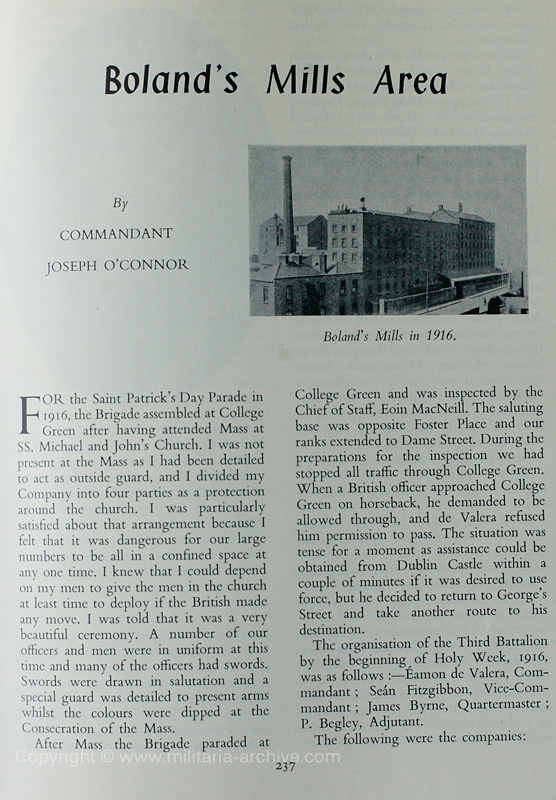 Boland's Mills Area
By
COMMANDANT
JOSEPH O'CONNOR
Boland's Mills in 1916.
FOR the Saint Patrick's Day Parade in
1916, the Brigade assembled at College
Green after having attended Mass at
SS. Michael and John's Church. I was not
present at the Mass as I had been detailed
to act as outside guard, and I divided my
Company into four parties as a protection
around the church. I was particularly
satisfied about that arrangement because I
felt that it was dangerous for our large
numbers to be all in a confined space at
any one time. I knew that I could depend
on my men to give the men in the church
at least time to deploy if the British made
any move. I was told that it was a very
beautiful ceremony. A number of our
officers and men were in uniform at this
time and many of the officers had swords.
Swords were drawn in salutation and a
special guard was detailed to present arms
whilst the colours were dipped at the
Consecration of the Mass.
After Mass the Brigade paraded at
College Green and was inspected by the
Chief of Staff, Eoin MacNeill. The saluting
base was opposite Foster Place and our
ranks extended to Dame Street. During the
preparations for the inspection we had
stopped all traffic through College Green.
When a British officer approached College
Green on horseback, he demanded to be
allowed through, and de Valera refused
him permission to pass. The situation was
tense for a moment as assistance could be
obtained from Dublin Castle within a
couple of minutes if it was desired to use
force, but he decided to return to George's
Street and take another route to his
destination.
The organisation of the Third Battalion
by the beginning of Holy Week, 1916,
was as follows :—Éamon de Valera, Com-
mandant ; Seán Fitzgibbon, Vice-Com-
mandant ; James Byrne, Quartermaster ;
P. Begley, Adjutant.
The following were the companies:
Copyright © www.militaria-archive.com
237